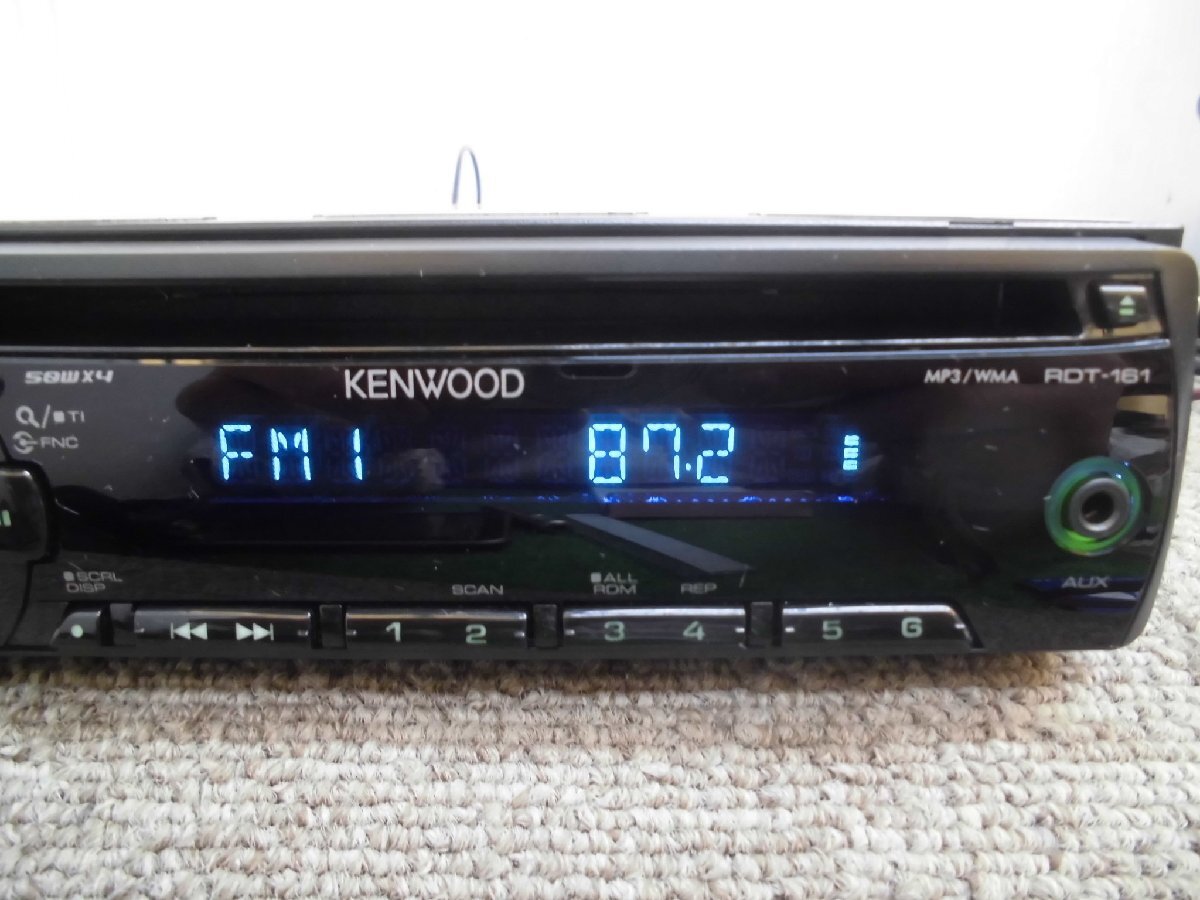 50W X 4
KENWOOD
MP3/WMA RDT-161
Q/■TI
FNC
FM1 87.2
AUX
■SCRL
DISP
SCAN
■ALL
RDM
REP
1 2 3 4 5 6